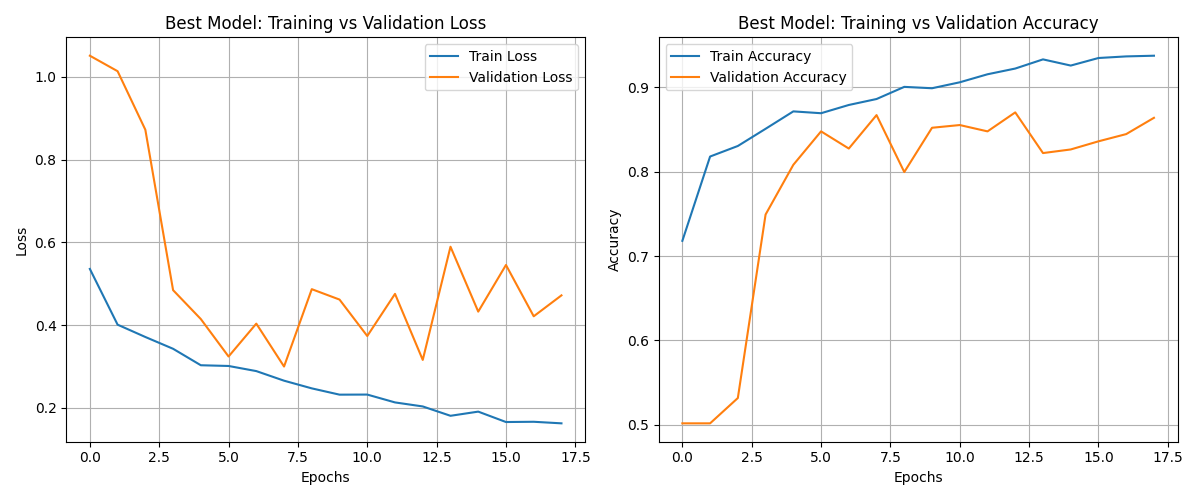 Best Model: Training vs Validation Loss
Train Loss
Validation Loss
1.0
0.8
0.6
0.4
0.2
Loss
0.0 2.5 5.0 7.5 10.0 12.5 15.0 17.5
Epochs
Best Model: Training vs Validation Accuracy
Train Accuracy
Validation Accuracy
0.9
0.8
0.7
0.6
0.5
Accuracy
0.0 2.5 5.0 7.5 10.0 12.5 15.0 17.5
Epochs